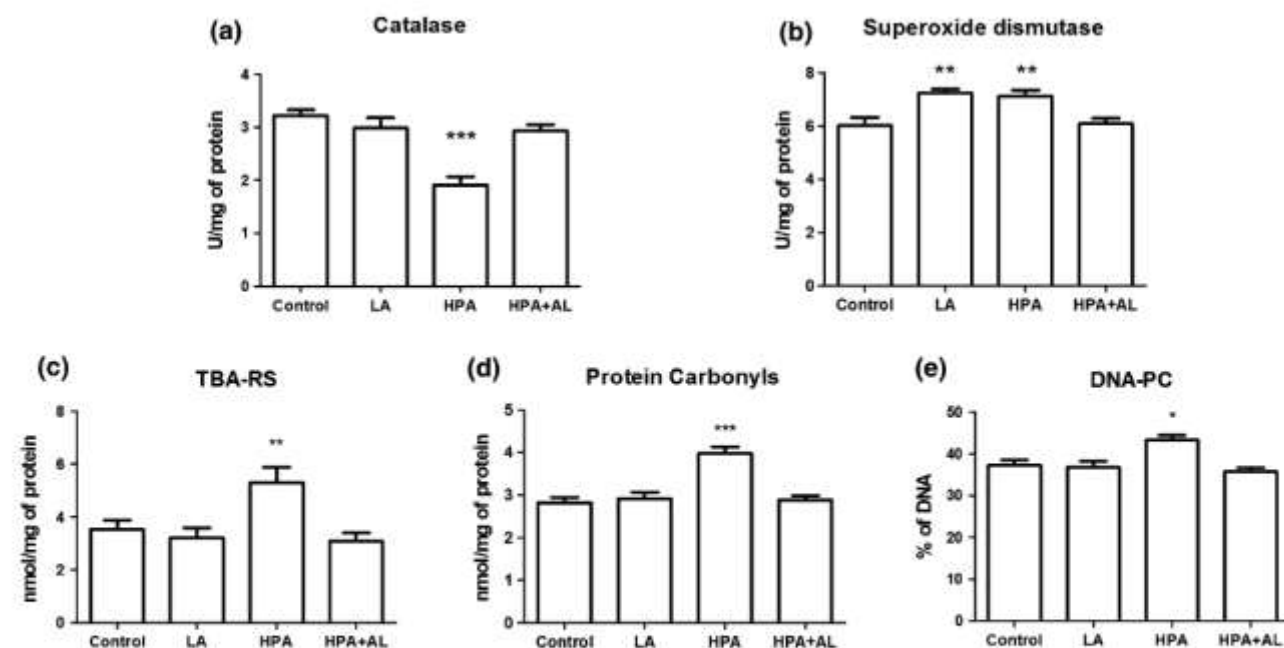 (a) Catalase
U/mg of protein
4
3
2
1
0
***
Control LA HPA HPA+AL
(b) Superoxide dismutase
U/mg of protein
8
6
4
2
0
** **
Control LA HPA HPA+AL
(c) TBA-RS
nmol/mg of protein
8
6
4
2
0
**
Control LA HPA HPA+AL
(d) Protein Carbonyls
nmol/mg of protein
5
4
3
2
1
0
***
Control LA HPA HPA+AL
(e) DNA-PC
% of DNA
50
40
30
20
10
0
*
Control LA HPA HPA+AL